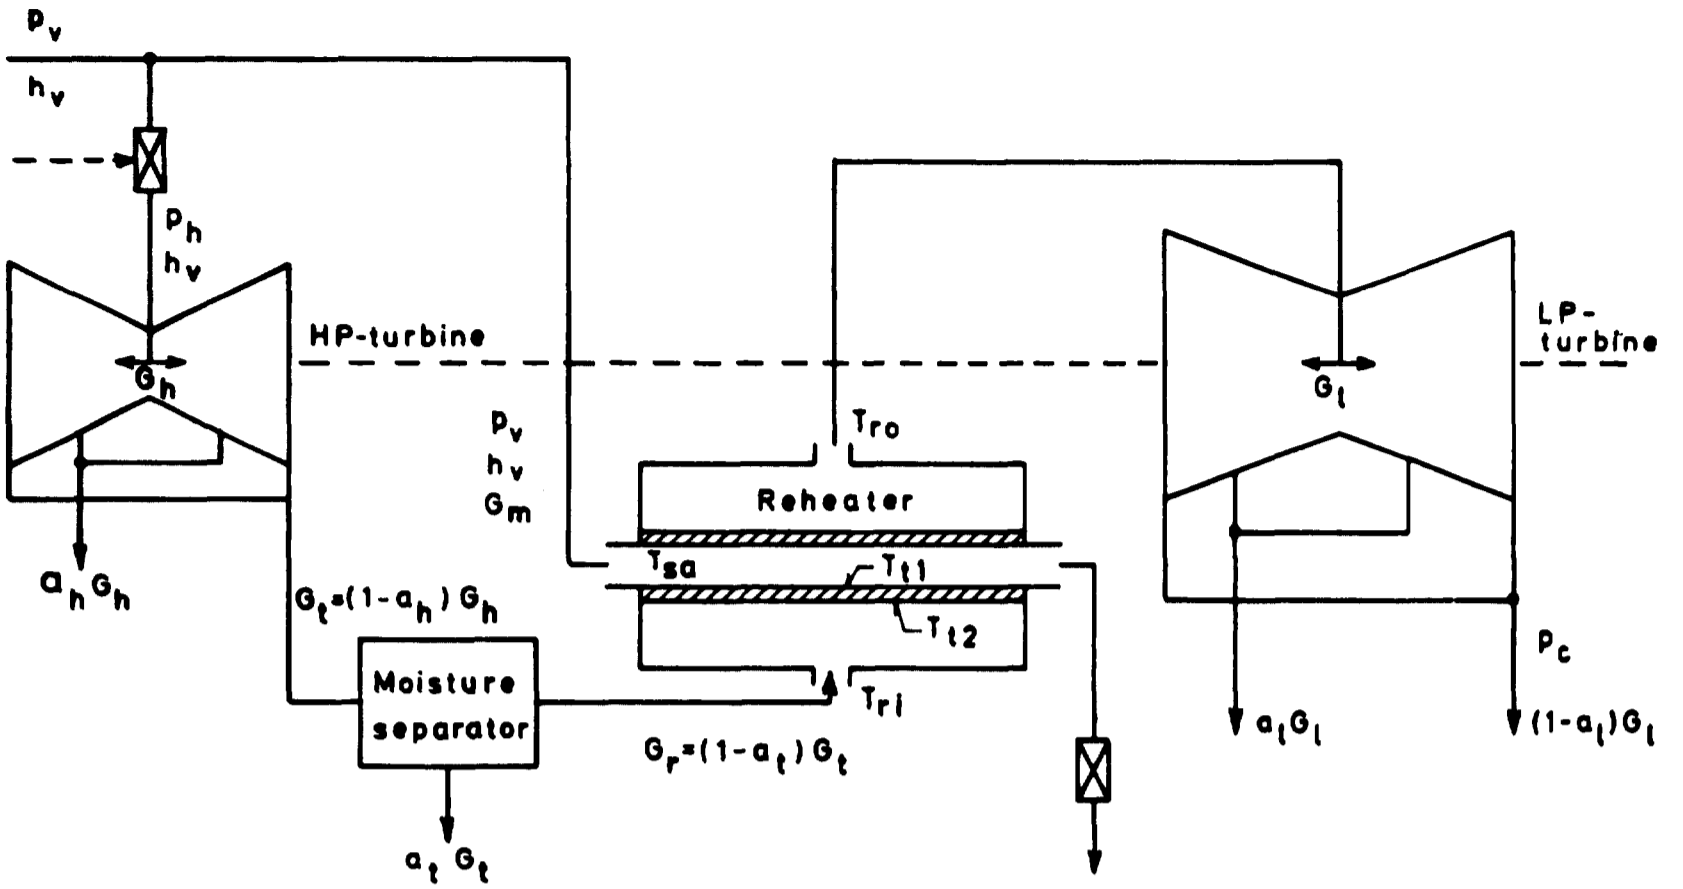 p_v
h_v
p_h
h_v
HP-turbine
LP-
turbine
G_h
G_l
p_v
h_v
G_m
T_ro
Reheater
T_sa
T_t1
T_t2
a_h G_h
G_t=(1-a_h) G_h
Moisture
separator
T_ri
G_r=(1-a_t) G_t
p_c
a_l G_l
(1-a_l) G_l
a_t G_t